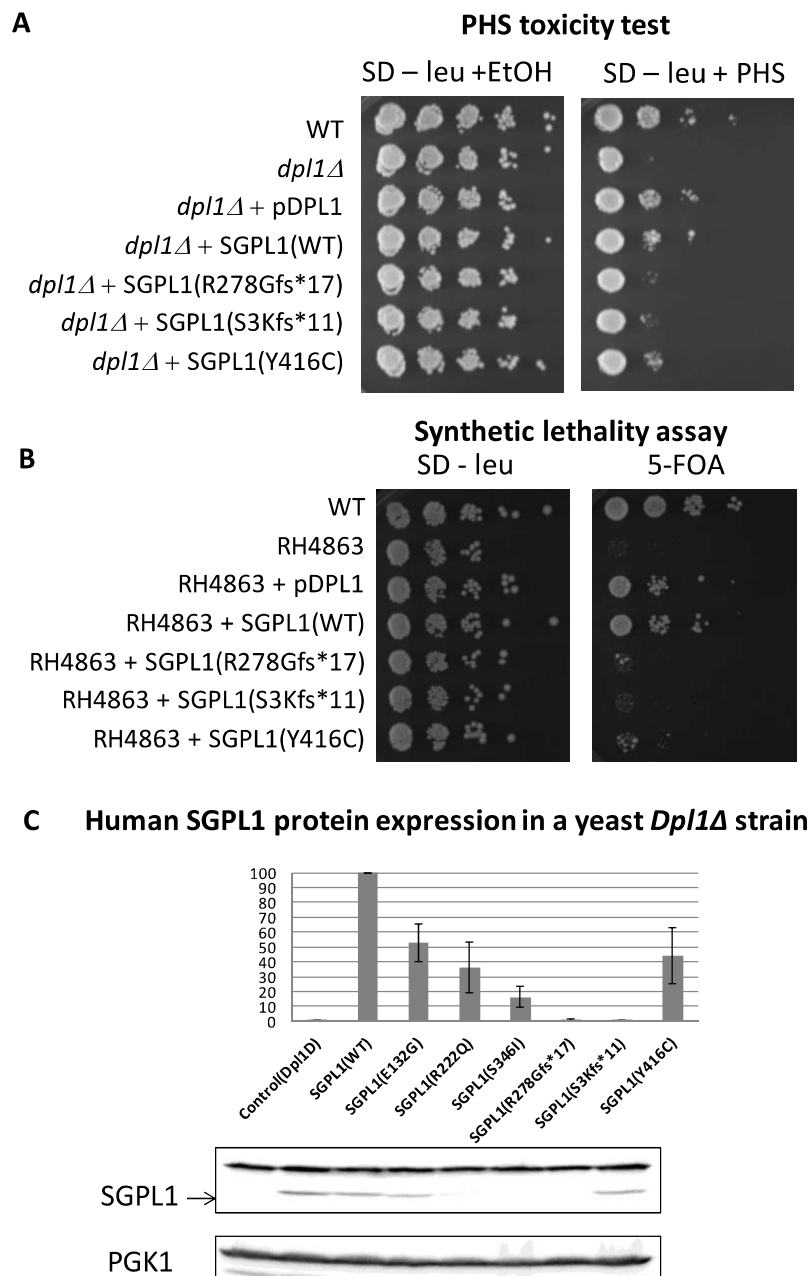 A
PHS toxicity test
SD – leu +EtOH
SD – leu + PHS
WT
dpl1Δ
dpl1Δ + pDPL1
dpl1Δ + SGPL1(WT)
dpl1Δ + SGPL1(R278Gfs*17)
dpl1Δ + SGPL1(S3Kfs*11)
dpl1Δ + SGPL1(Y416C)
B
Synthetic lethality assay
SD - leu
5-FOA
WT
RH4863
RH4863 + pDPL1
RH4863 + SGPL1(WT)
RH4863 + SGPL1(R278Gfs*17)
RH4863 + SGPL1(S3Kfs*11)
RH4863 + SGPL1(Y416C)
C
Human SGPL1 protein expression in a yeast Dpl1Δ strain
100
90
80
70
60
50
40
30
20
10
0
Control(Dpl1D)
SGPL1(WT)
SGPL1(E132G)
SGPL1(R222Q)
SGPL1(S346I)
SGPL1(R278Gfs*17)
SGPL1(S3Kfs*11)
SGPL1(Y416C)
SGPL1
PGK1